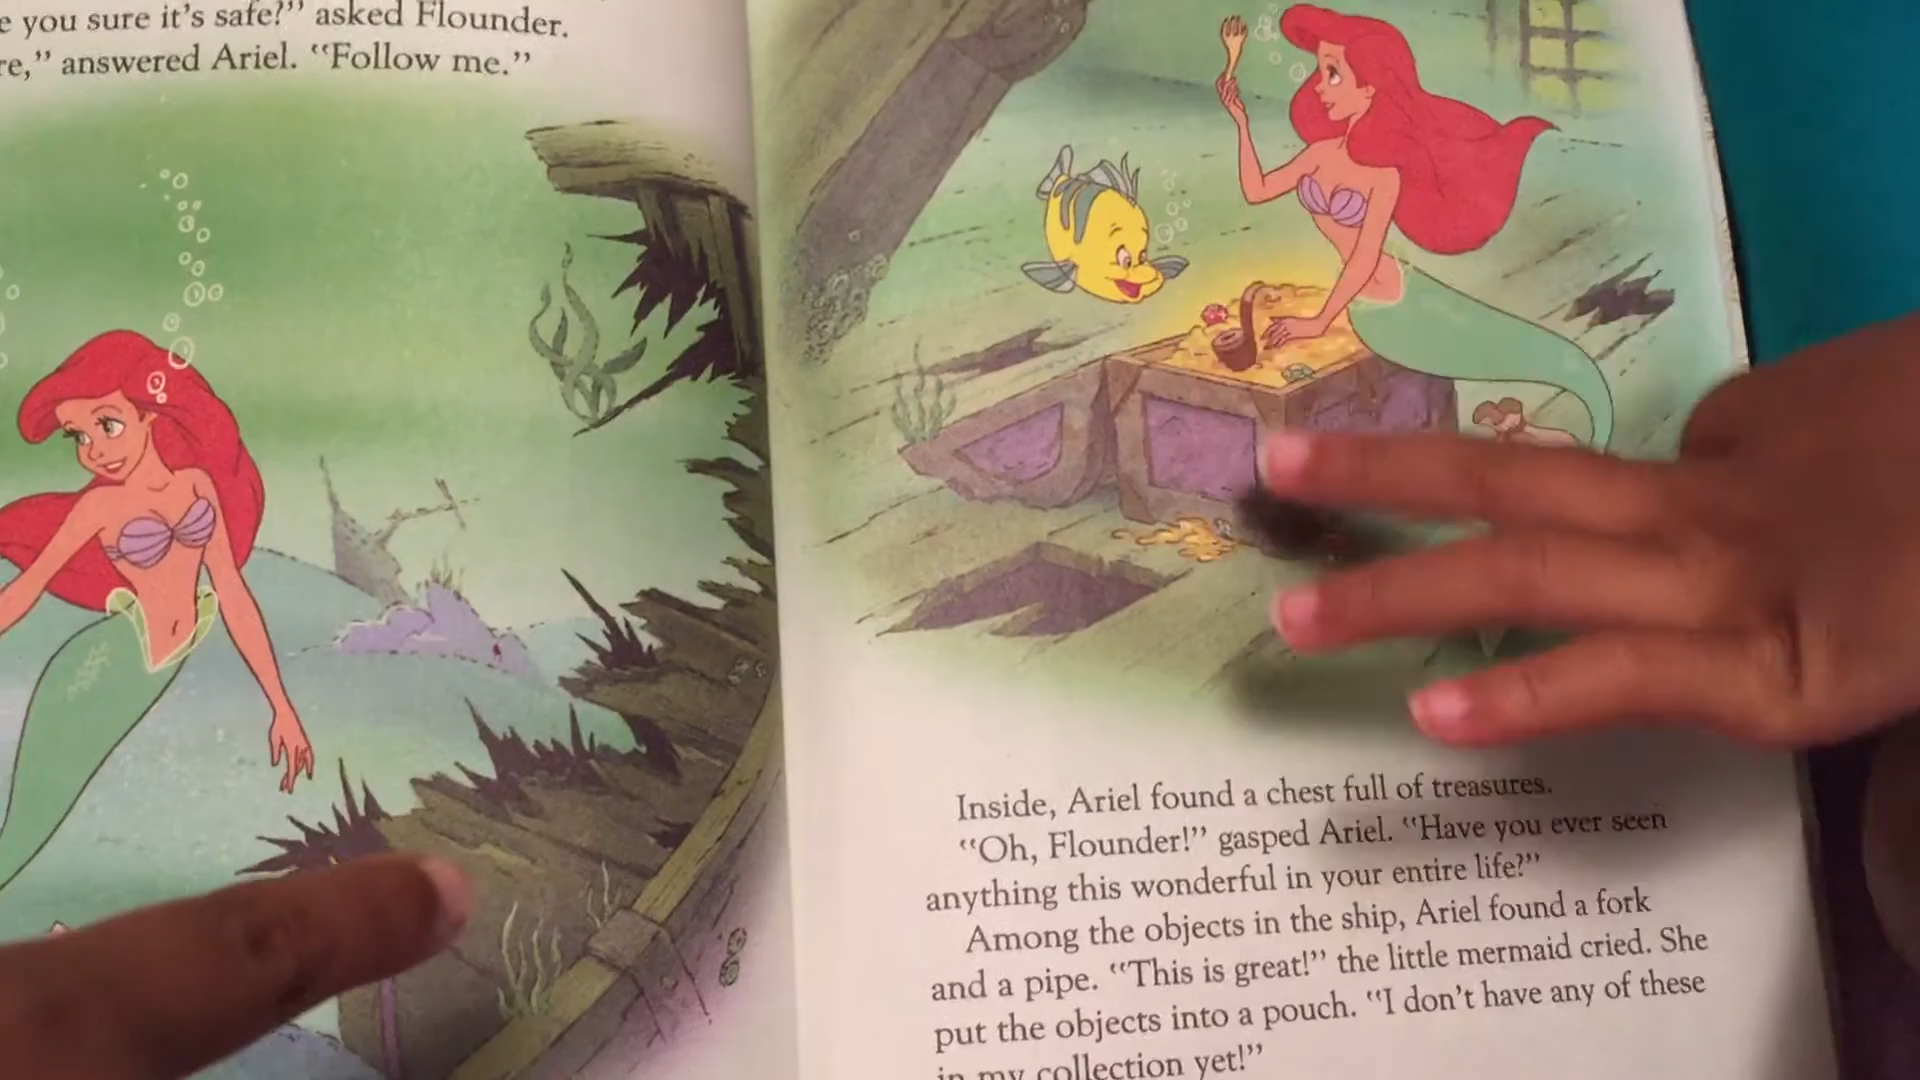 you sure it's safe?" asked Flounder.
answered Ariel. "Follow me."
Inside, Ariel found a chest full of treasures.
"Oh, Flounder!" gasped Ariel. "Have you ever seen
anything this wonderful in your entire life?"
Among the objects in the ship, Ariel found a fork
and a pipe. "This is great!" the little mermaid cried. She
put the objects into a pouch. "I don't have any of these
in my collection yet!"